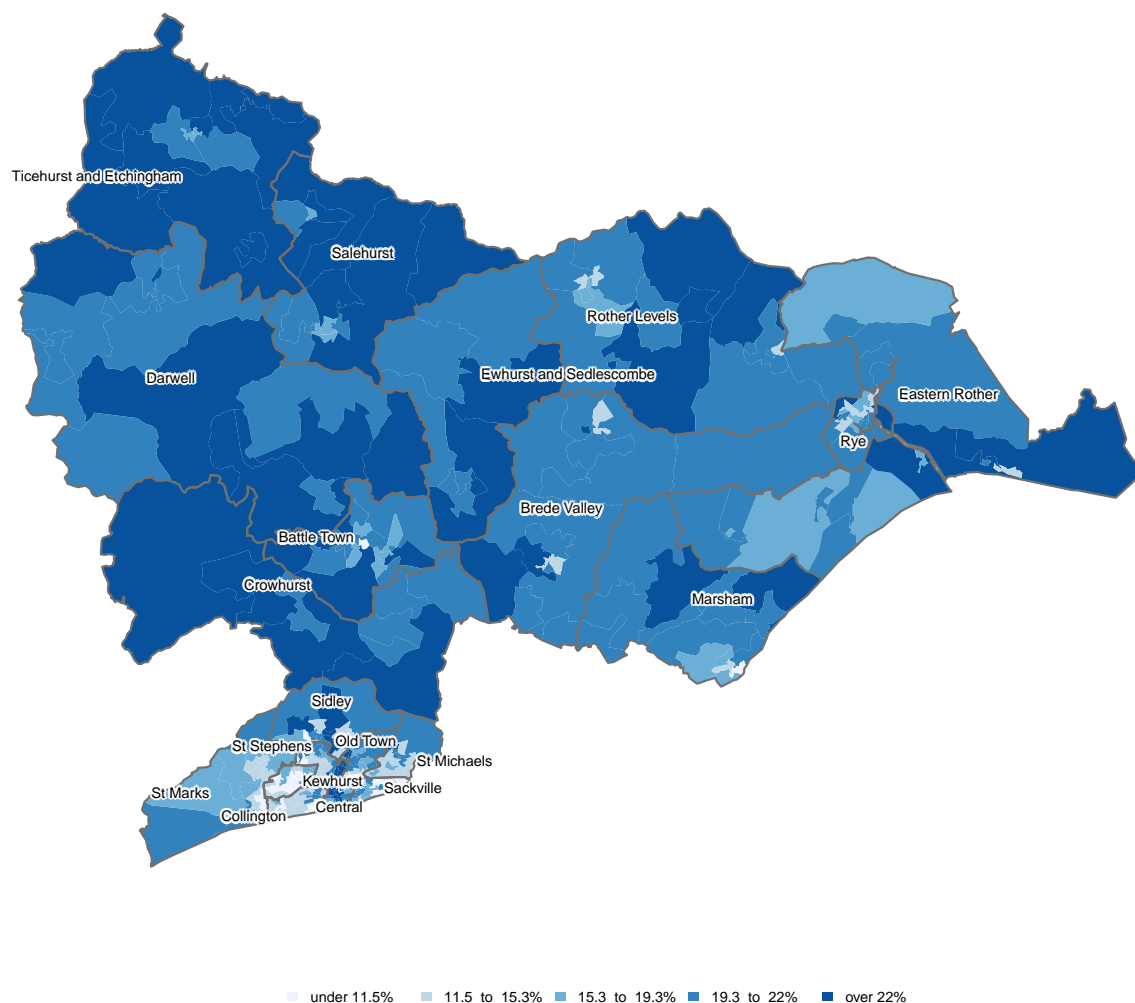 Ticehurst and Etchingham
Salehurst
Rother Levels
Darwell
Ewhurst and Sedlescombe
Eastern Rother
Rye
Brede Valley
Battle Town
Crowhurst
Marsham
Sidley
St Stephens
Old Town
St Michaels
Kewhurst
Sackville
St Marks
Central
Collington
under 11.5% 11.5 to 15.3% 15.3 to 19.3% 19.3 to 22% over 22%